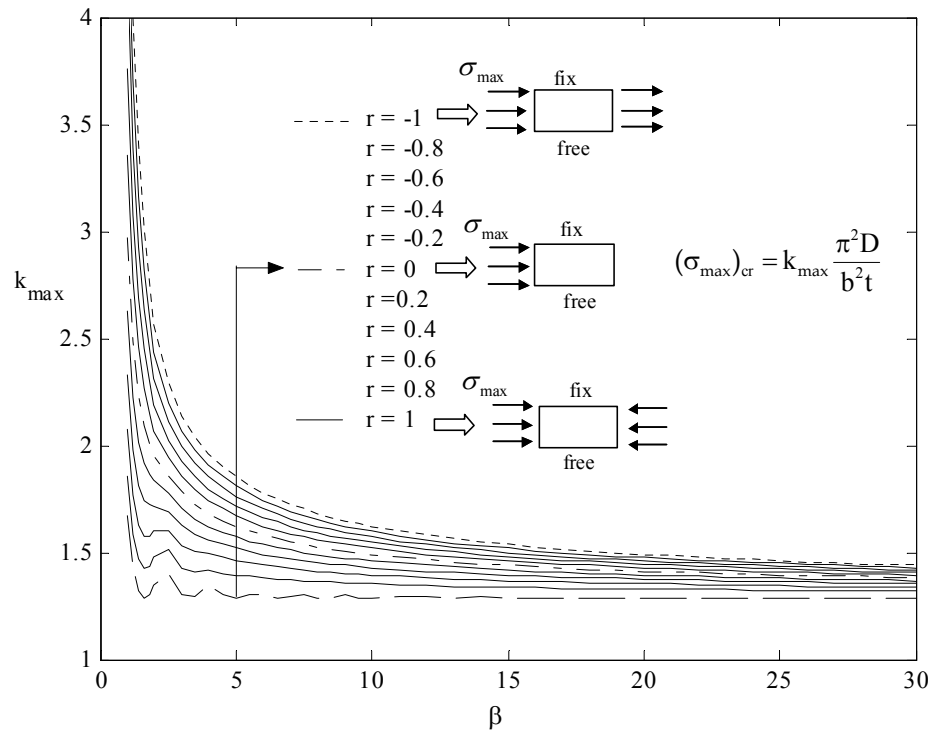 4
3.5
3
2.5
2
1.5
1
k_max
σ_max
fix
r = -1
free
r = -0.8
r = -0.6
r = -0.4
r = -0.2
σ_max
fix
r = 0
free
(σ_max)_cr = k_max π²D / b²t
r =0.2
r = 0.4
r = 0.6
r = 0.8
σ_max
fix
r = 1
free
0 5 10 15 20 25 30
β